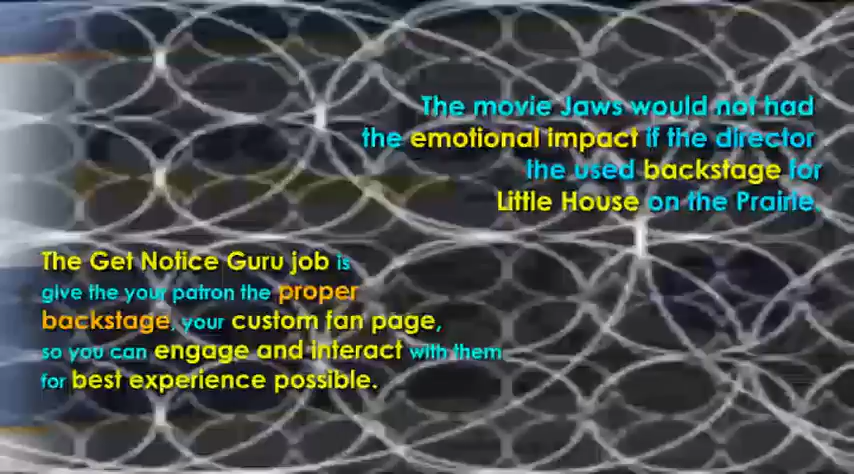 The movie Jaws would not had
the emotional impact if the director
the used backstage for
Little House on the Prairie.
The Get Notice Guru job is
give the your patron the proper
backstage, your custom fan page,
so you can engage and interact with them
for best experience possible.